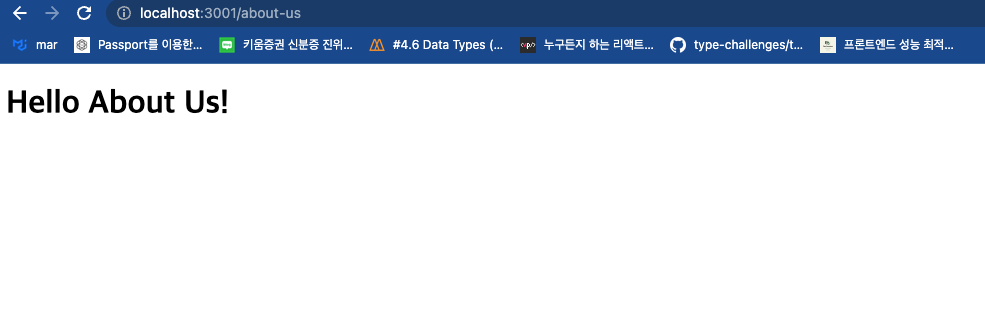 localhost:3001/about-us
mar Passport를 이용한... 키움증권 신분증 진위... #4.6 Data Types (... 누구든지 하는 리액트... type-challenges/t... 프론트엔드 성능 최적...
Hello About Us!